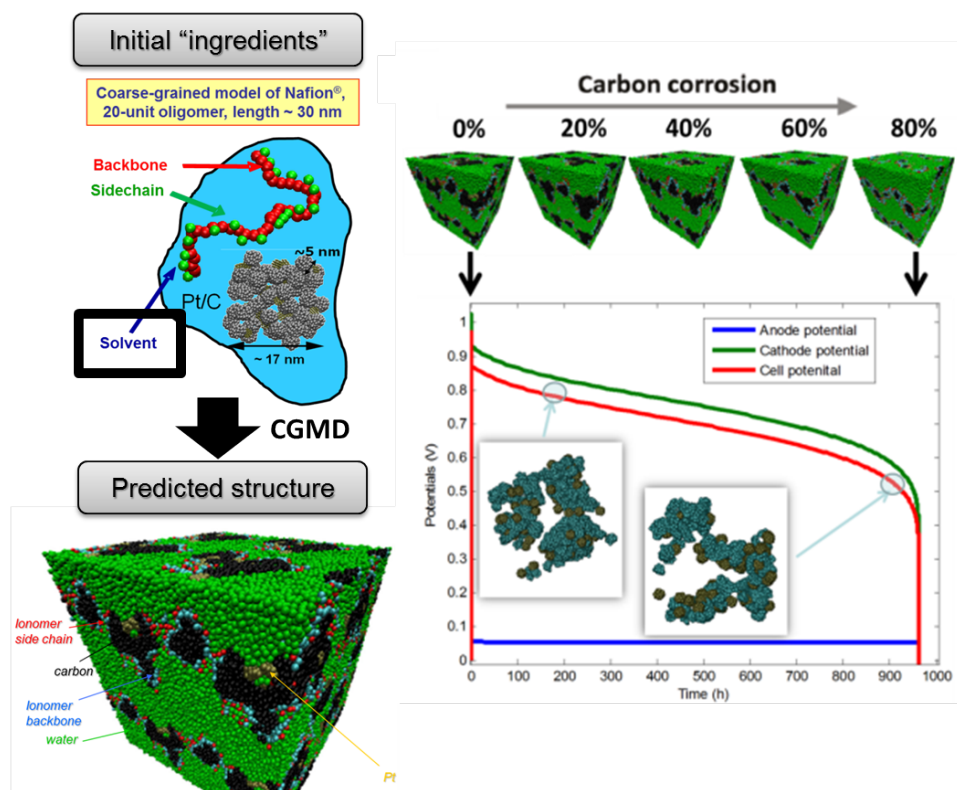 Initial “ingredients”
Coarse-grained model of Nafion®,
20-unit oligomer, length ~ 30 nm
Backbone
Sidechain
~5 nm
Pt/C
Solvent
~ 17 nm
CGMD
Predicted structure
Ionomer
side chain
carbon
Ionomer
backbone
water
Pt
Carbon corrosion
0% 20% 40% 60% 80%
Anode potential
Cathode potential
Cell potenital
Potentials (V)
1
0.9
0.8
0.7
0.6
0.5
0.4
0.3
0.2
0.1
0
0 100 200 300 400 500 600 700 800 900 1000
Time (h)